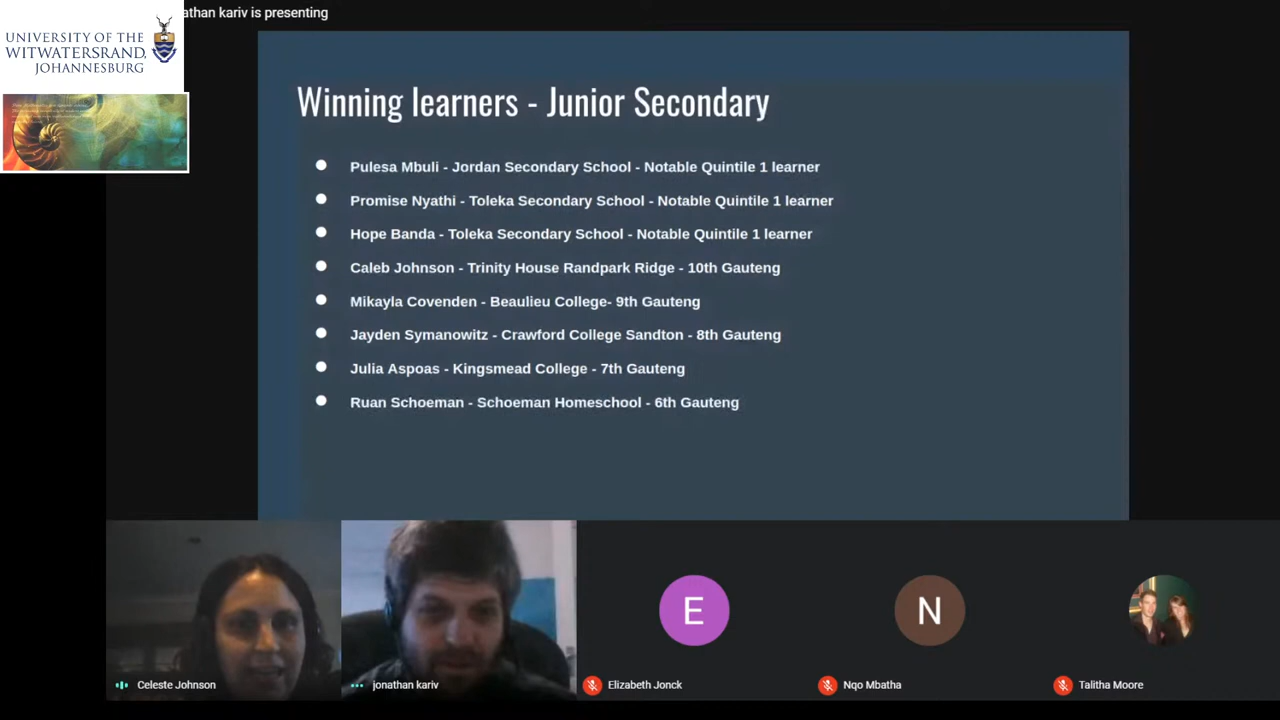 athan kariv is presenting
UNIVERSITY OF THE
WITWATERSRAND,
JOHANNESBURG
Winning learners - Junior Secondary
Pulesa Mbuli - Jordan Secondary School - Notable Quintile 1 learner
Promise Nyathi - Toleka Secondary School - Notable Quintile 1 learner
Hope Banda - Toleka Secondary School - Notable Quintile 1 learner
Caleb Johnson - Trinity House Randpark Ridge - 10th Gauteng
Mikayla Covenden - Beaulieu College- 9th Gauteng
Jayden Symanowitz - Crawford College Sandton - 8th Gauteng
Julia Aspoas - Kingsmead College - 7th Gauteng
Ruan Schoeman - Schoeman Homeschool - 6th Gauteng
E
N
Celeste Johnson
jonathan kariv
Elizabeth Jonck
Nqo Mbatha
Talitha Moore